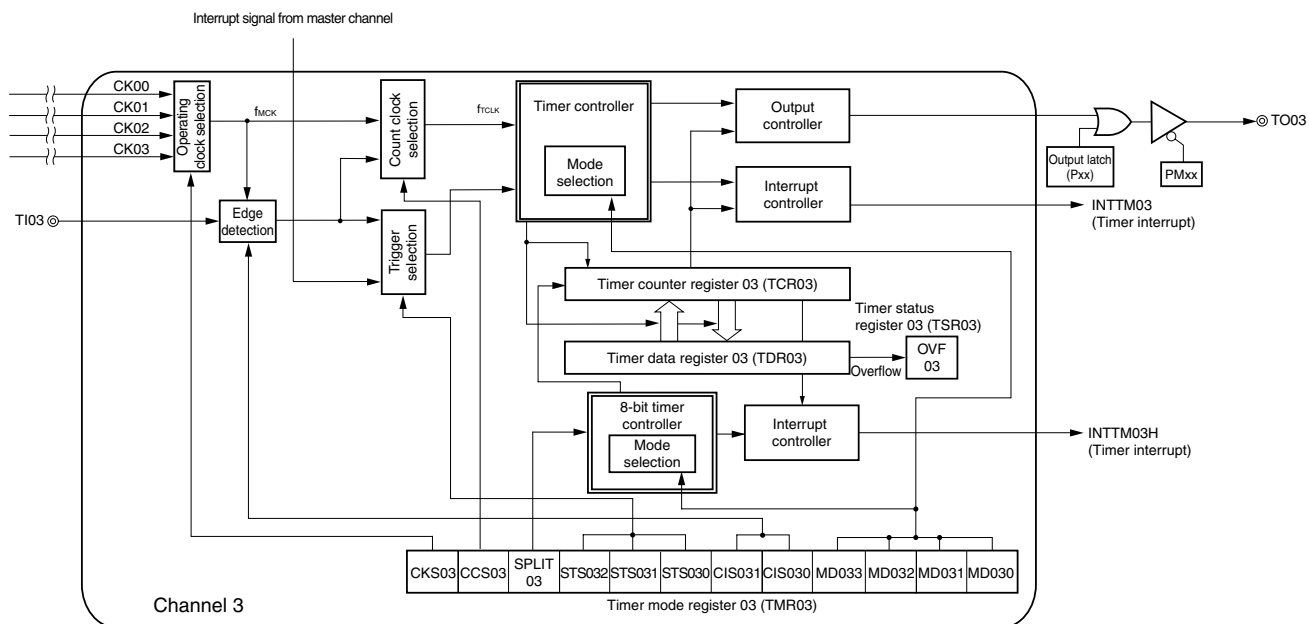 Interrupt signal from master channel
CK00
CK01
CK02
CK03
Operating
clock selection
fMCK
Count clock
selection
fTCLK
Timer controller
Mode
selection
Output
controller
TO03
Output latch
(Pxx)
PMxx
Interrupt
controller
INTTM03
(Timer interrupt)
TI03
Edge
detection
Trigger
selection
Timer counter register 03 (TCR03)
Timer status
register 03 (TSR03)
Timer data register 03 (TDR03)
Overflow
OVF
03
8-bit timer
controller
Mode
selection
Interrupt
controller
INTTM03H
(Timer interrupt)
CKS03
CCS03
SPLIT
03
STS032
STS031
STS030
CIS031
CIS030
MD033
MD032
MD031
MD030
Channel 3
Timer mode register 03 (TMR03)